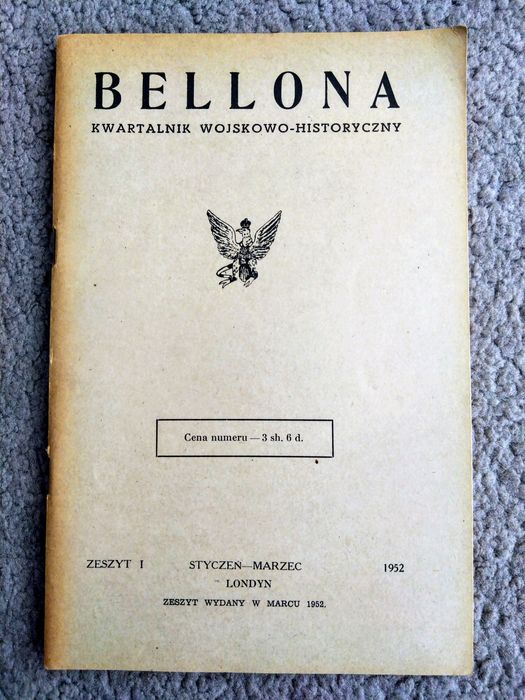 BELLONA
KWARTALNIK WOJSKOWO-HISTORYCZNY
Cena numeru — 3 sh. 6 d.
ZESZYT I STYCZEŃ—MARZEC 1952
LONDYN
ZESZYT WYDANY W MARCU 1952.